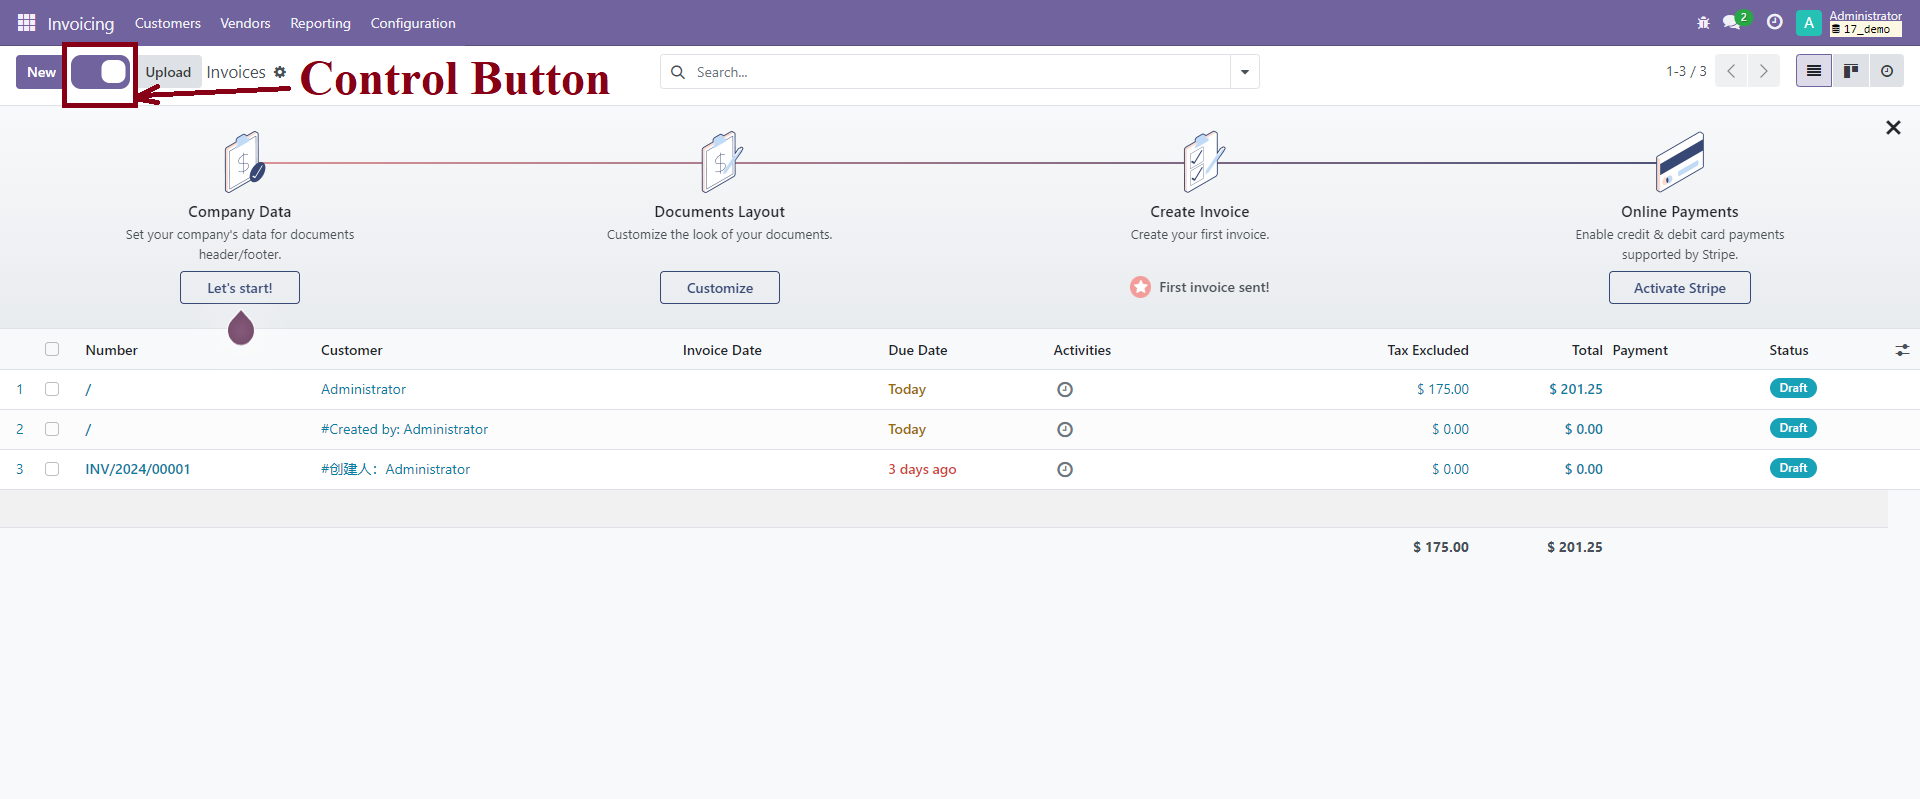 Invoicing Customers Vendors Reporting Configuration 2 A Administrator
17_demo
New Upload Invoices Control Button Search... 1-3 / 3
Company Data Documents Layout Create Invoice Online Payments
Set your company's data for documents Customize the look of your documents. Create your first invoice. Enable credit & debit card payments
header/footer. supported by Stripe.
Let's start! Customize First invoice sent! Activate Stripe
Number Customer Invoice Date Due Date Activities Tax Excluded Total Payment Status
1 / Administrator Today $ 175.00 $ 201.25 Draft
2 / #Created by: Administrator Today $ 0.00 $ 0.00 Draft
3 INV/2024/00001 #创建人：Administrator 3 days ago $ 0.00 $ 0.00 Draft
$ 175.00 $ 201.25